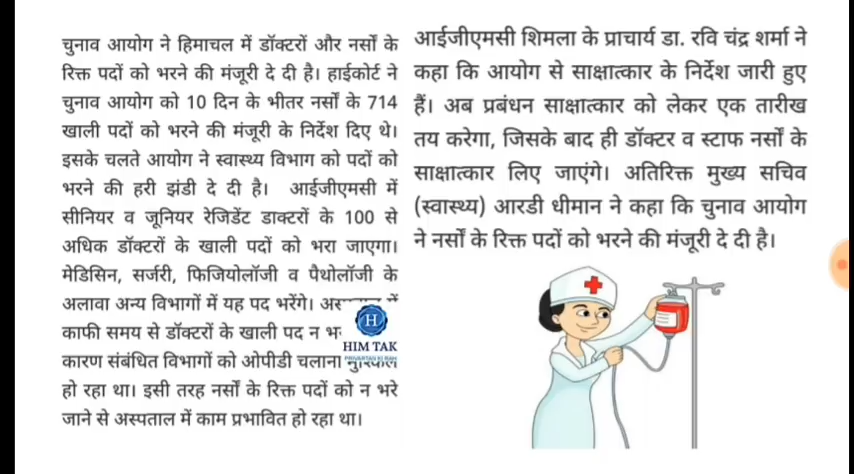 चुनाव आयोग ने हिमाचल में डॉक्टरों और नर्सों के
रिक्त पदों को भरने की मंजूरी दे दी है। हाईकोर्ट ने
चुनाव आयोग को 10 दिन के भीतर नर्सों के 714
खाली पदों को भरने की मंजूरी के निर्देश दिए थे।
इसके चलते आयोग ने स्वास्थ्य विभाग को पदों को
भरने की हरी झंडी दे दी है। आईजीएमसी में
सीनियर व जूनियर रेजिडेंट डाक्टरों के 100 से
अधिक डॉक्टरों के खाली पदों को भरा जाएगा।
मेडिसिन, सर्जरी, फिजियोलॉजी व पैथोलॉजी के
अलावा अन्य विभागों में यह पद भरेंगे। में
काफी समय से डॉक्टरों के खाली पद न
कारण संबंधित विभागों को ओपीडी चलाना मुश्किल
हो रहा था। इसी तरह नर्सों के रिक्त पदों को न भरे
जाने से अस्पताल में काम प्रभावित हो रहा था।
H
HIM TAK
आईजीएमसी शिमला के प्राचार्य डा. रवि चंद्र शर्मा ने
कहा कि आयोग से साक्षात्कार के निर्देश जारी हुए
हैं। अब प्रबंधन साक्षात्कार को लेकर एक तारीख
तय करेगा, जिसके बाद ही डॉक्टर व स्टाफ नर्सों के
साक्षात्कार लिए जाएंगे। अतिरिक्त मुख्य सचिव
(स्वास्थ्य) आरडी धीमान ने कहा कि चुनाव आयोग
ने नर्सों के रिक्त पदों को भरने की मंजूरी दे दी है।